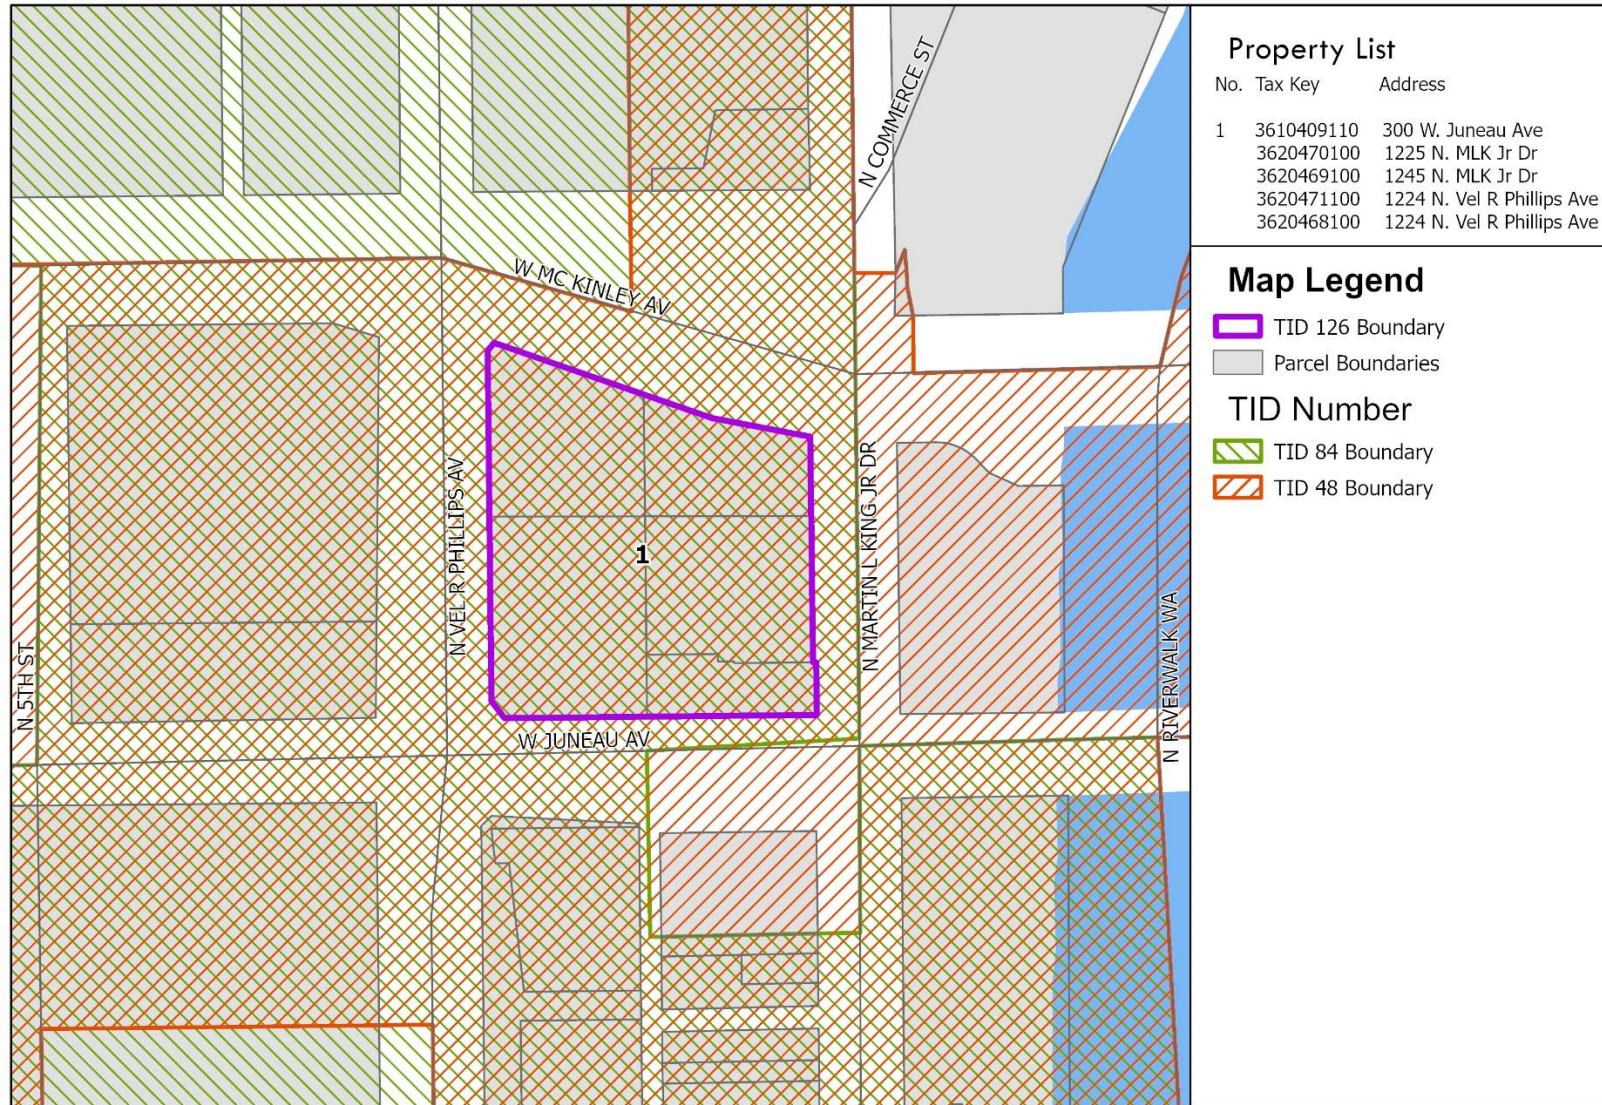 N COMMERCE ST
W MC KINLEY AV
N VEL R PHILLIPS AV
N MARTIN L KING JR DR
1
N 5TH ST
N RIVERWALK WA
W JUNEAU AV
Property List
No. Tax Key Address
1 3610409110 300 W. Juneau Ave
3620470100 1225 N. MLK Jr Dr
3620469100 1245 N. MLK Jr Dr
3620471100 1224 N. Vel R Phillips Ave
3620468100 1224 N. Vel R Phillips Ave
Map Legend
TID 126 Boundary
Parcel Boundaries
TID Number
TID 84 Boundary
TID 48 Boundary